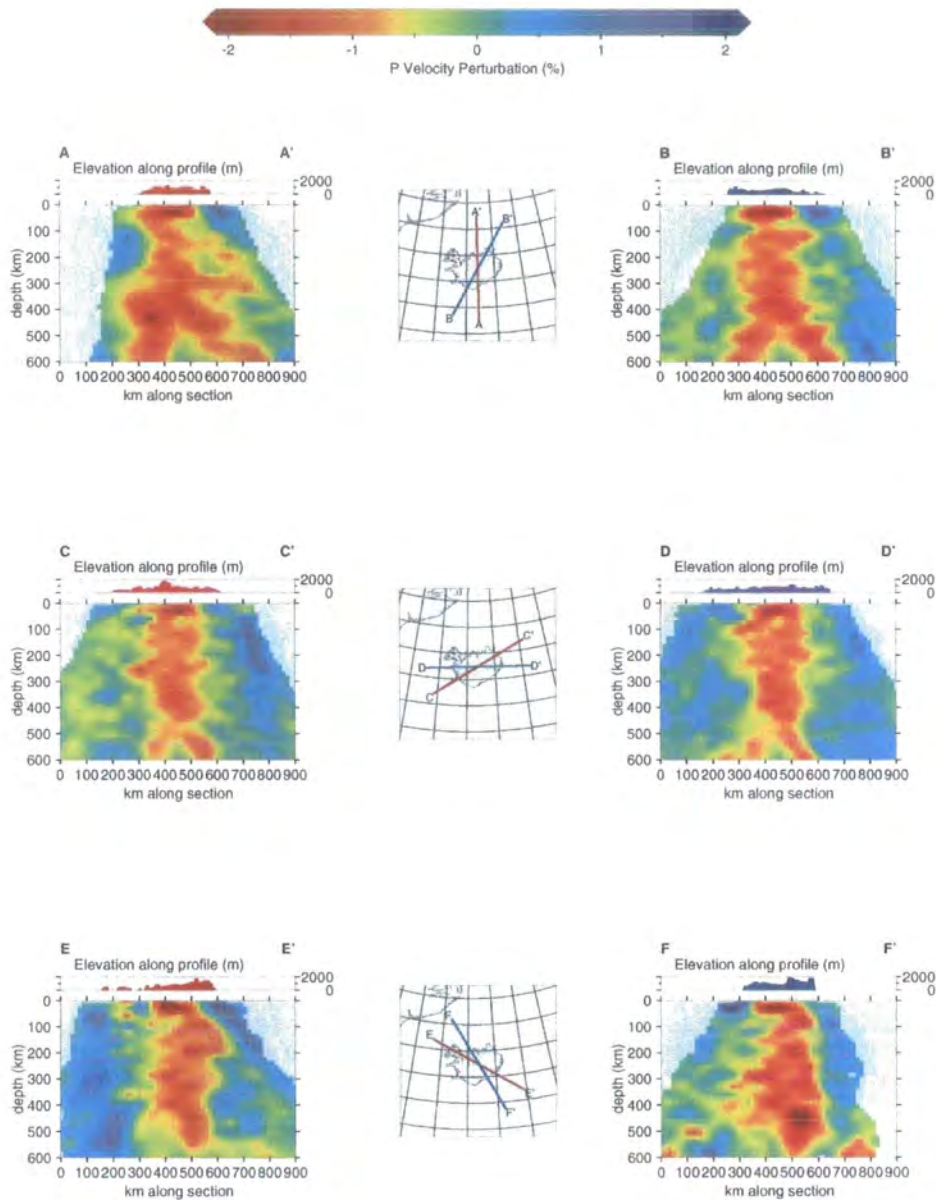 -2 -1 0 1 2
P Velocity Perturbation (%)
A A'
Elevation along profile (m)
2000
0
0
100
200
300
400
500
600
depth (km)
0 100 200 300 400 500 600 700 800 900
km along section
A'
B'
B
A
B B'
Elevation along profile (m)
2000
0
0
100
200
300
400
500
600
depth (km)
0 100 200 300 400 500 600 700 800 900
km along section
C C'
Elevation along profile (m)
2000
0
0
100
200
300
400
500
600
depth (km)
0 100 200 300 400 500 600 700 800 900
km along section
C'
D D'
C
D D'
Elevation along profile (m)
2000
0
0
100
200
300
400
500
600
depth (km)
0 100 200 300 400 500 600 700 800 900
km along section
E E'
Elevation along profile (m)
2000
0
0
100
200
300
400
500
600
depth (km)
0 100 200 300 400 500 600 700 800 900
km along section
F
E
E'
F'
F F'
Elevation along profile (m)
2000
0
0
100
200
300
400
500
600
depth (km)
0 100 200 300 400 500 600 700 800 900
km along section